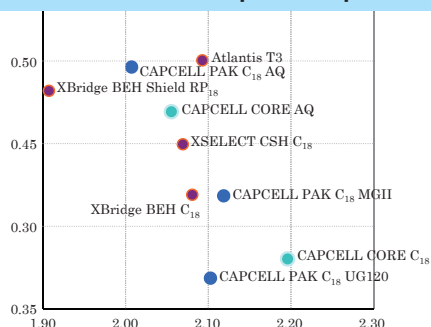 0.50
Atlantis T3
CAPCELL PAK C₁₈ AQ
XBridge BEH Shield RP₁₈
CAPCELL CORE AQ
0.45
XSELECT CSH C₁₈
CAPCELL PAK C₁₈ MGII
XBridge BEH C₁₈
0.30
CAPCELL CORE C₁₈
CAPCELL PAK C₁₈ UG120
0.35
1.90 2.00 2.10 2.20 2.30